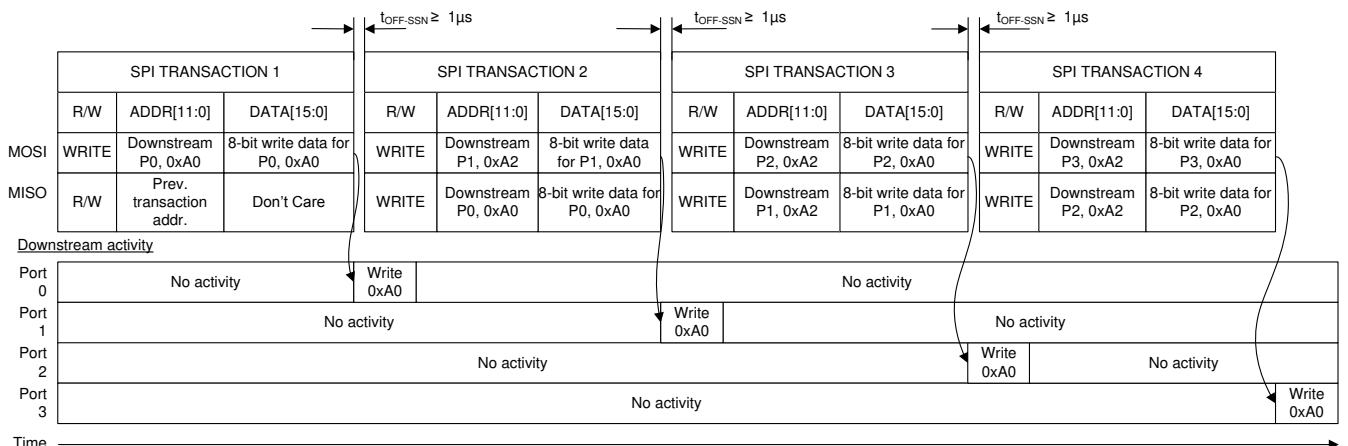 tOFF-SSN ≥ 1µs tOFF-SSN ≥ 1µs tOFF-SSN ≥ 1µs
SPI TRANSACTION 1 SPI TRANSACTION 2 SPI TRANSACTION 3 SPI TRANSACTION 4
R/W ADDR[11:0] DATA[15:0] R/W ADDR[11:0] DATA[15:0] R/W ADDR[11:0] DATA[15:0] R/W ADDR[11:0] DATA[15:0]
MOSI WRITE Downstream 8-bit write data for WRITE Downstream 8-bit write data WRITE Downstream 8-bit write data for WRITE Downstream 8-bit write data for
P0, 0xA0 P0, 0xA0 P1, 0xA2 for P1, 0xA0 P2, 0xA2 P2, 0xA0 P3, 0xA2 P3, 0xA0
MISO R/W Prev. Don't Care WRITE Downstream 8-bit write data for WRITE Downstream 8-bit write data for WRITE Downstream 8-bit write data for
transaction P0, 0xA0 P0, 0xA0 P1, 0xA2 P1, 0xA0 P2, 0xA2 P2, 0xA0
addr.
Downstream activity
Port No activity Write No activity
0 0xA0
Port No activity Write No activity
1 0xA0
Port No activity Write No activity
2 0xA0
Port No activity Write
3 0xA0
Time